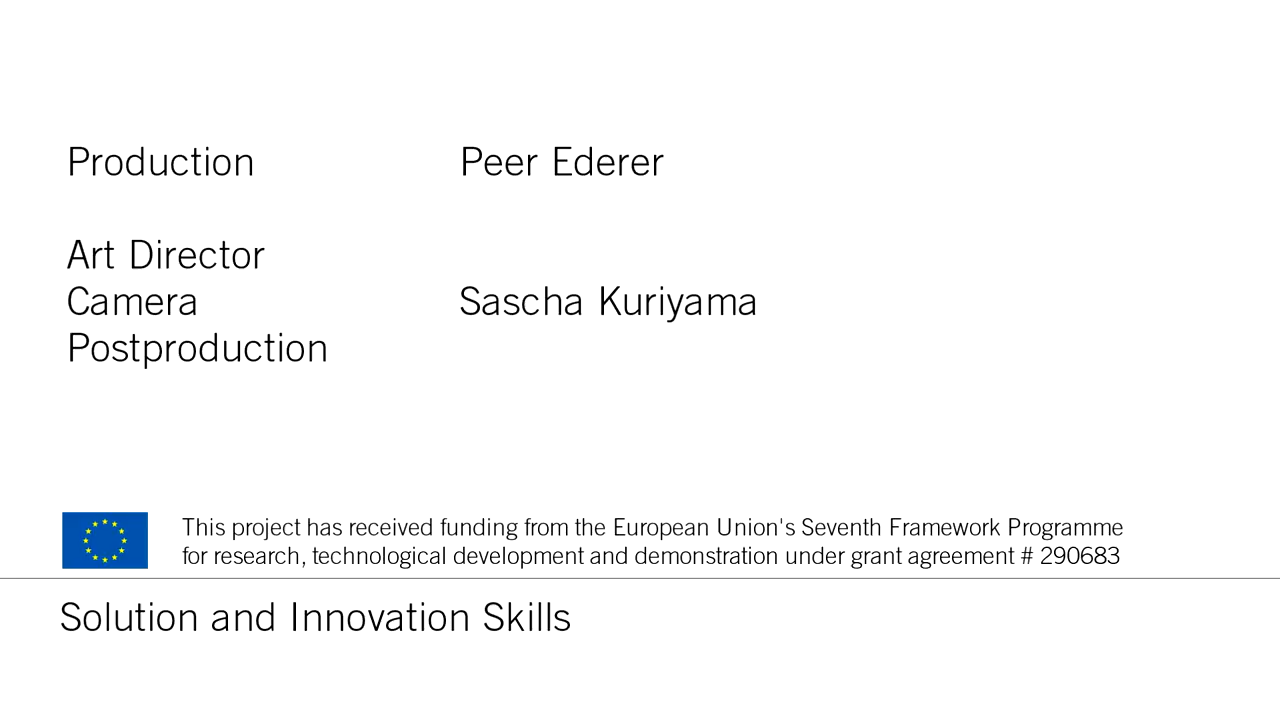 Production Peer Ederer
Art Director
Camera Sascha Kuriyama
Postproduction
This project has received funding from the European Union's Seventh Framework Programme
for research, technological development and demonstration under grant agreement # 290683
Solution and Innovation Skills